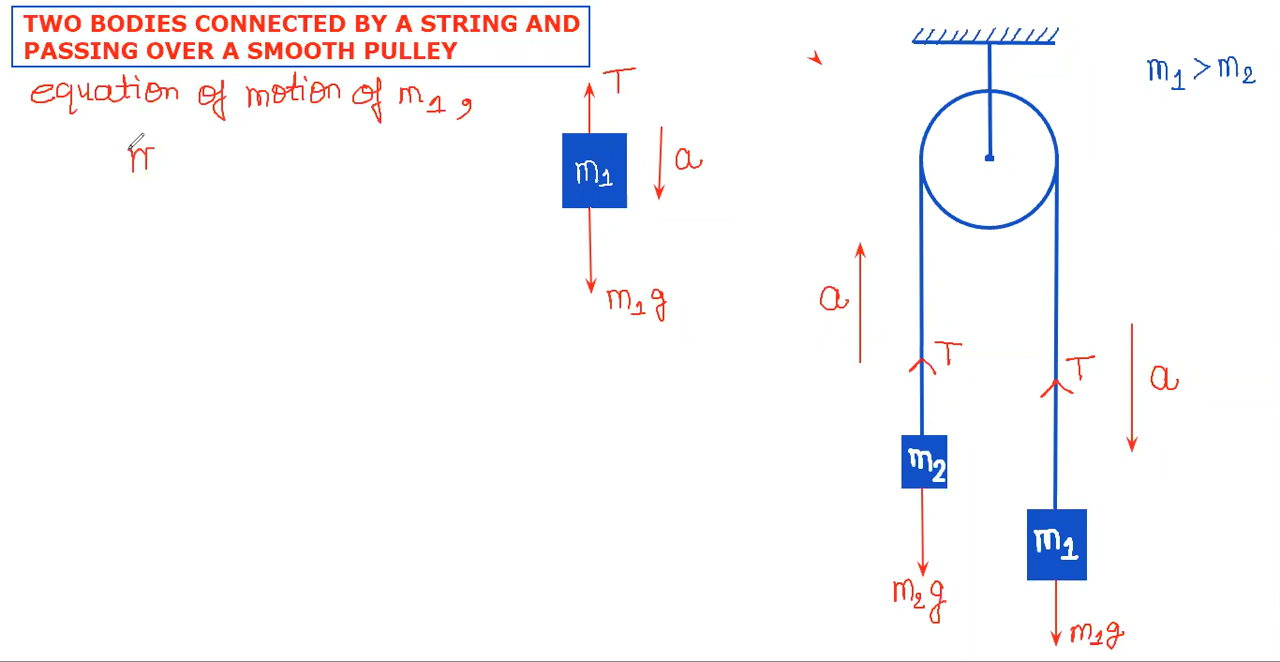 TWO BODIES CONNECTED BY A STRING AND
PASSING OVER A SMOOTH PULLEY
equation of motion of m₁,
T
m₁
a
m₁g
m₁ > m₂
a
T
T
a
m₂
m₁
m₂g
m₁g